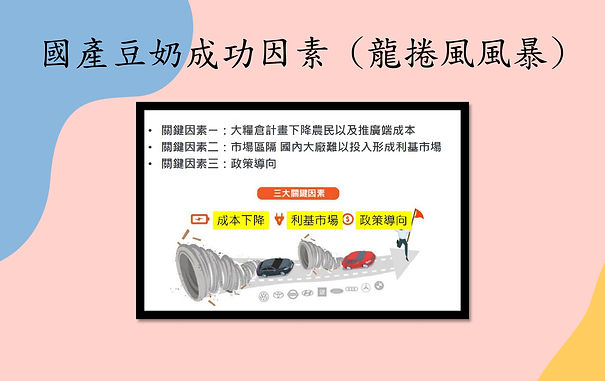 國產豆奶成功因素（龍捲風風暴）
• 關鍵因素一：大糧倉計畫下降農民以及推廣端成本
• 關鍵因素二：市場區隔 國內大廠難以投入形成利基市場
• 關鍵因素三：政策導向
三大關鍵因素
成本下降 利基市場 政策導向